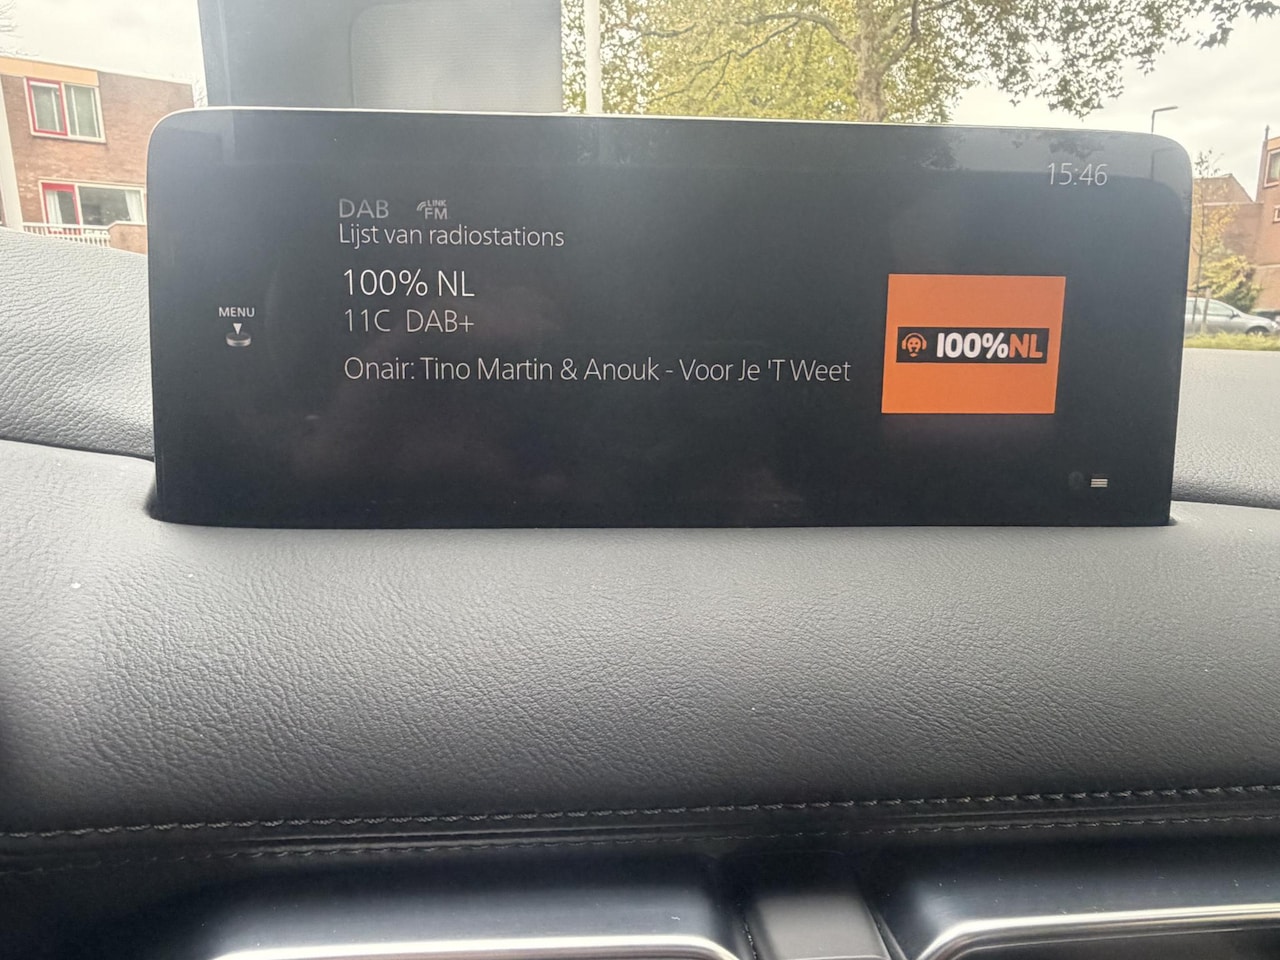 15:46
DAB LINK FM
Lijst van radiostations
100% NL
MENU
11C DAB+
100%NL
Onair: Tino Martin & Anouk - Voor Je 'T Weet